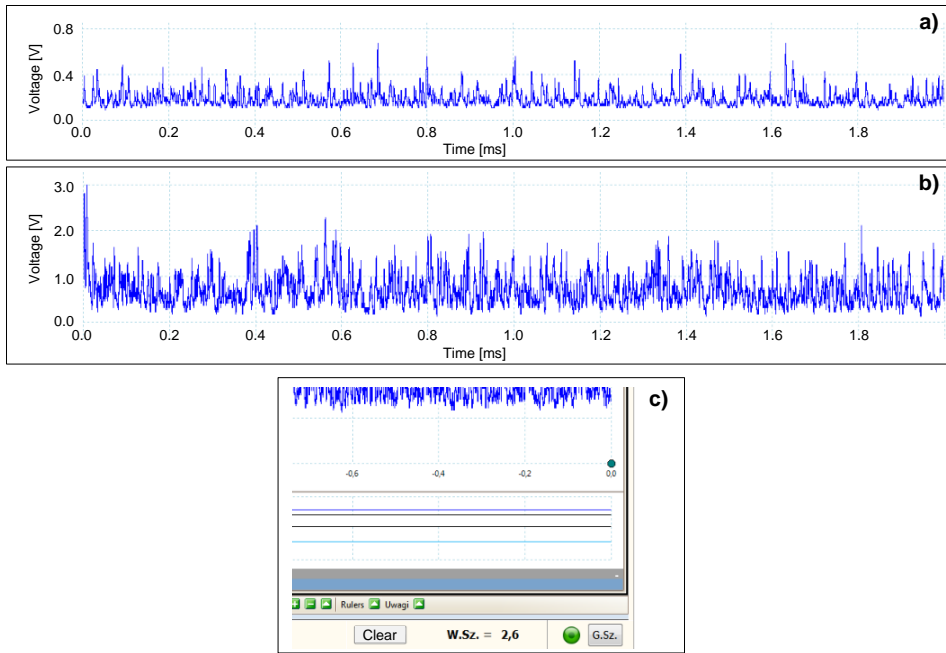 a)
Voltage [V]
0.8
0.4
0.0
0.0 0.2 0.4 0.6 0.8 1.0 1.2 1.4 1.6 1.8
Time [ms]
b)
Voltage [V]
3.0
2.0
1.0
0.0
0.0 0.2 0.4 0.6 0.8 1.0 1.2 1.4 1.6 1.8 2
Time [ms]
c)
-0,6 -0,4 -0,2 0,0
Rulers Uwagi
Clear W.Sz. = 2,6 G.Sz.